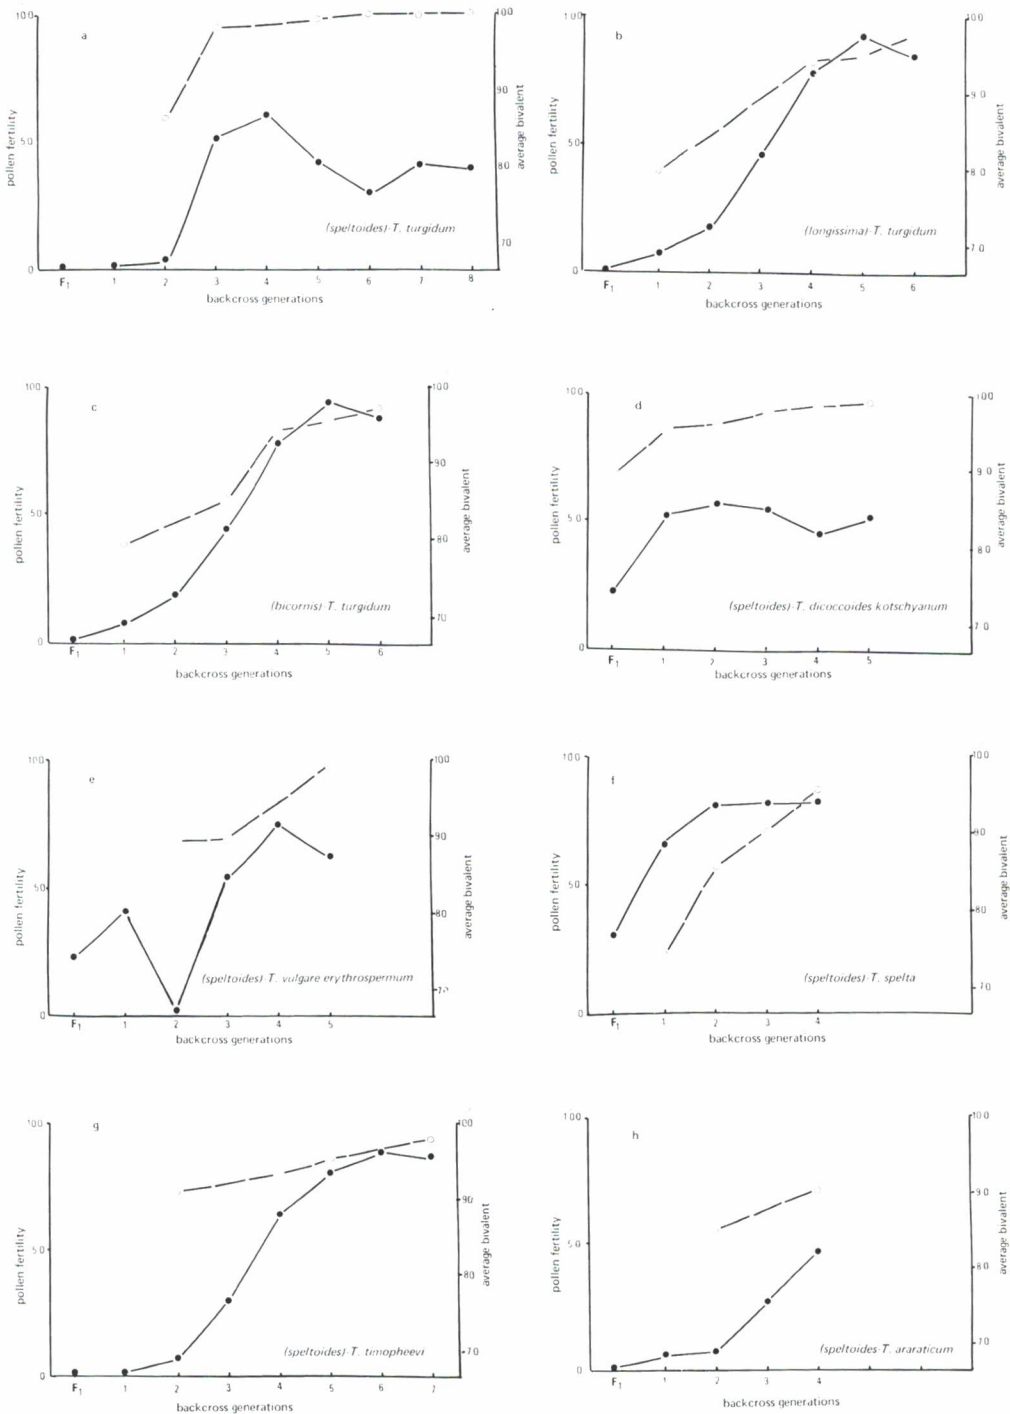 a
100
50
0
pollen fertility
100
90
80
70
average bivalent
(speltoides)-T. turgidum
F1 1 2 3 4 5 6 7 8
backcross generations
b
100
50
0
pollen fertility
100
90
80
70
average bivalent
(longissima)-T. turgidum
F1 1 2 3 4 5 6
backcross generations
c
100
50
0
pollen fertility
100
90
80
70
average bivalent
(bicornis)-T. turgidum
F1 1 2 3 4 5 6
backcross generations
d
100
50
0
pollen fertility
100
90
80
70
average bivalent
(speltoides)-T. dicoccoides kotschyanum
F1 1 2 3 4 5
backcross generations
e
100
50
0
pollen fertility
100
90
80
70
average bivalent
(speltoides)-T. vulgare erythrospermum
F1 1 2 3 4 5
backcross generations
f
100
50
0
pollen fertility
100
90
80
70
average bivalent
(speltoides)-T. spelta
F1 1 2 3 4
backcross generations
g
100
50
0
pollen fertility
100
90
80
70
average bivalent
(speltoides)-T. timopheevi
F1 1 2 3 4 5 6 7
backcross generations
h
100
50
0
pollen fertility
100
90
80
70
average bivalent
(speltoides-T. araraticum
F1 1 2 3 4
backcross generations